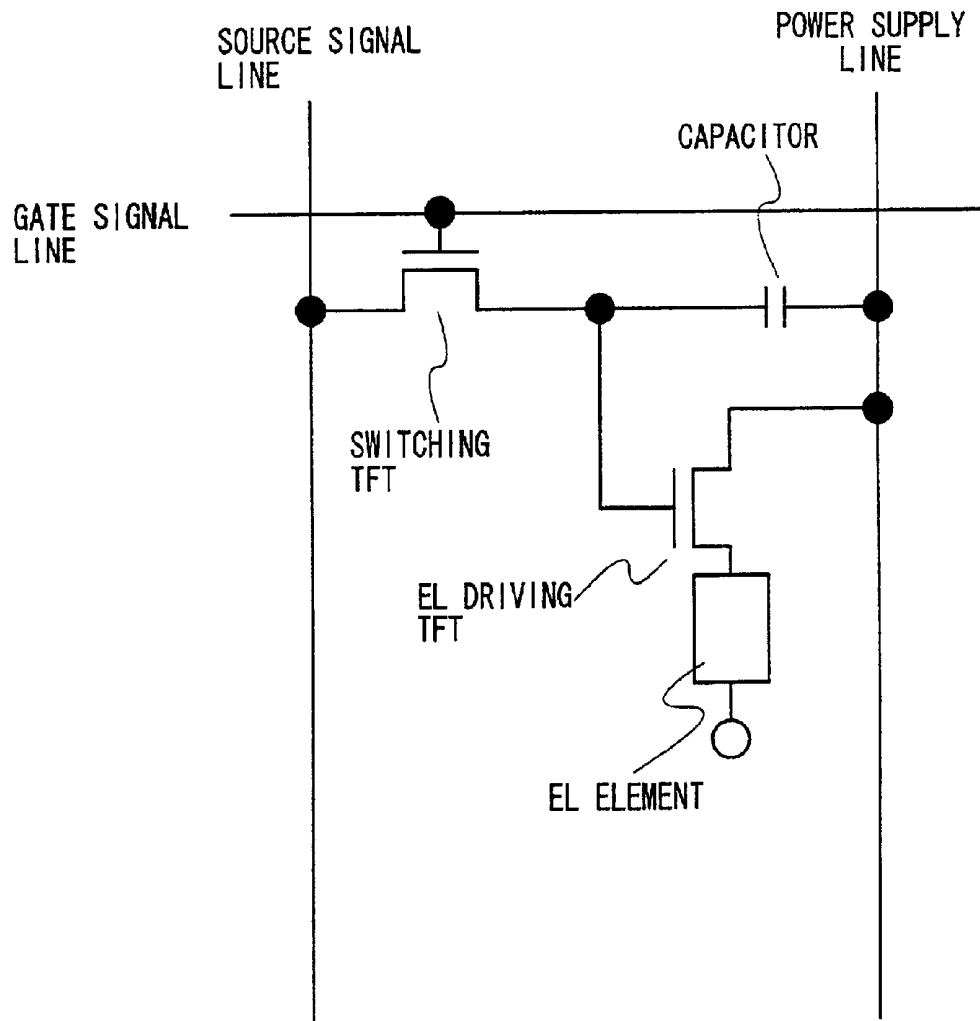 SOURCE SIGNAL
LINE
POWER SUPPLY
LINE
CAPACITOR
GATE SIGNAL
LINE
SWITCHING
TFT
EL DRIVING
TFT
EL ELEMENT